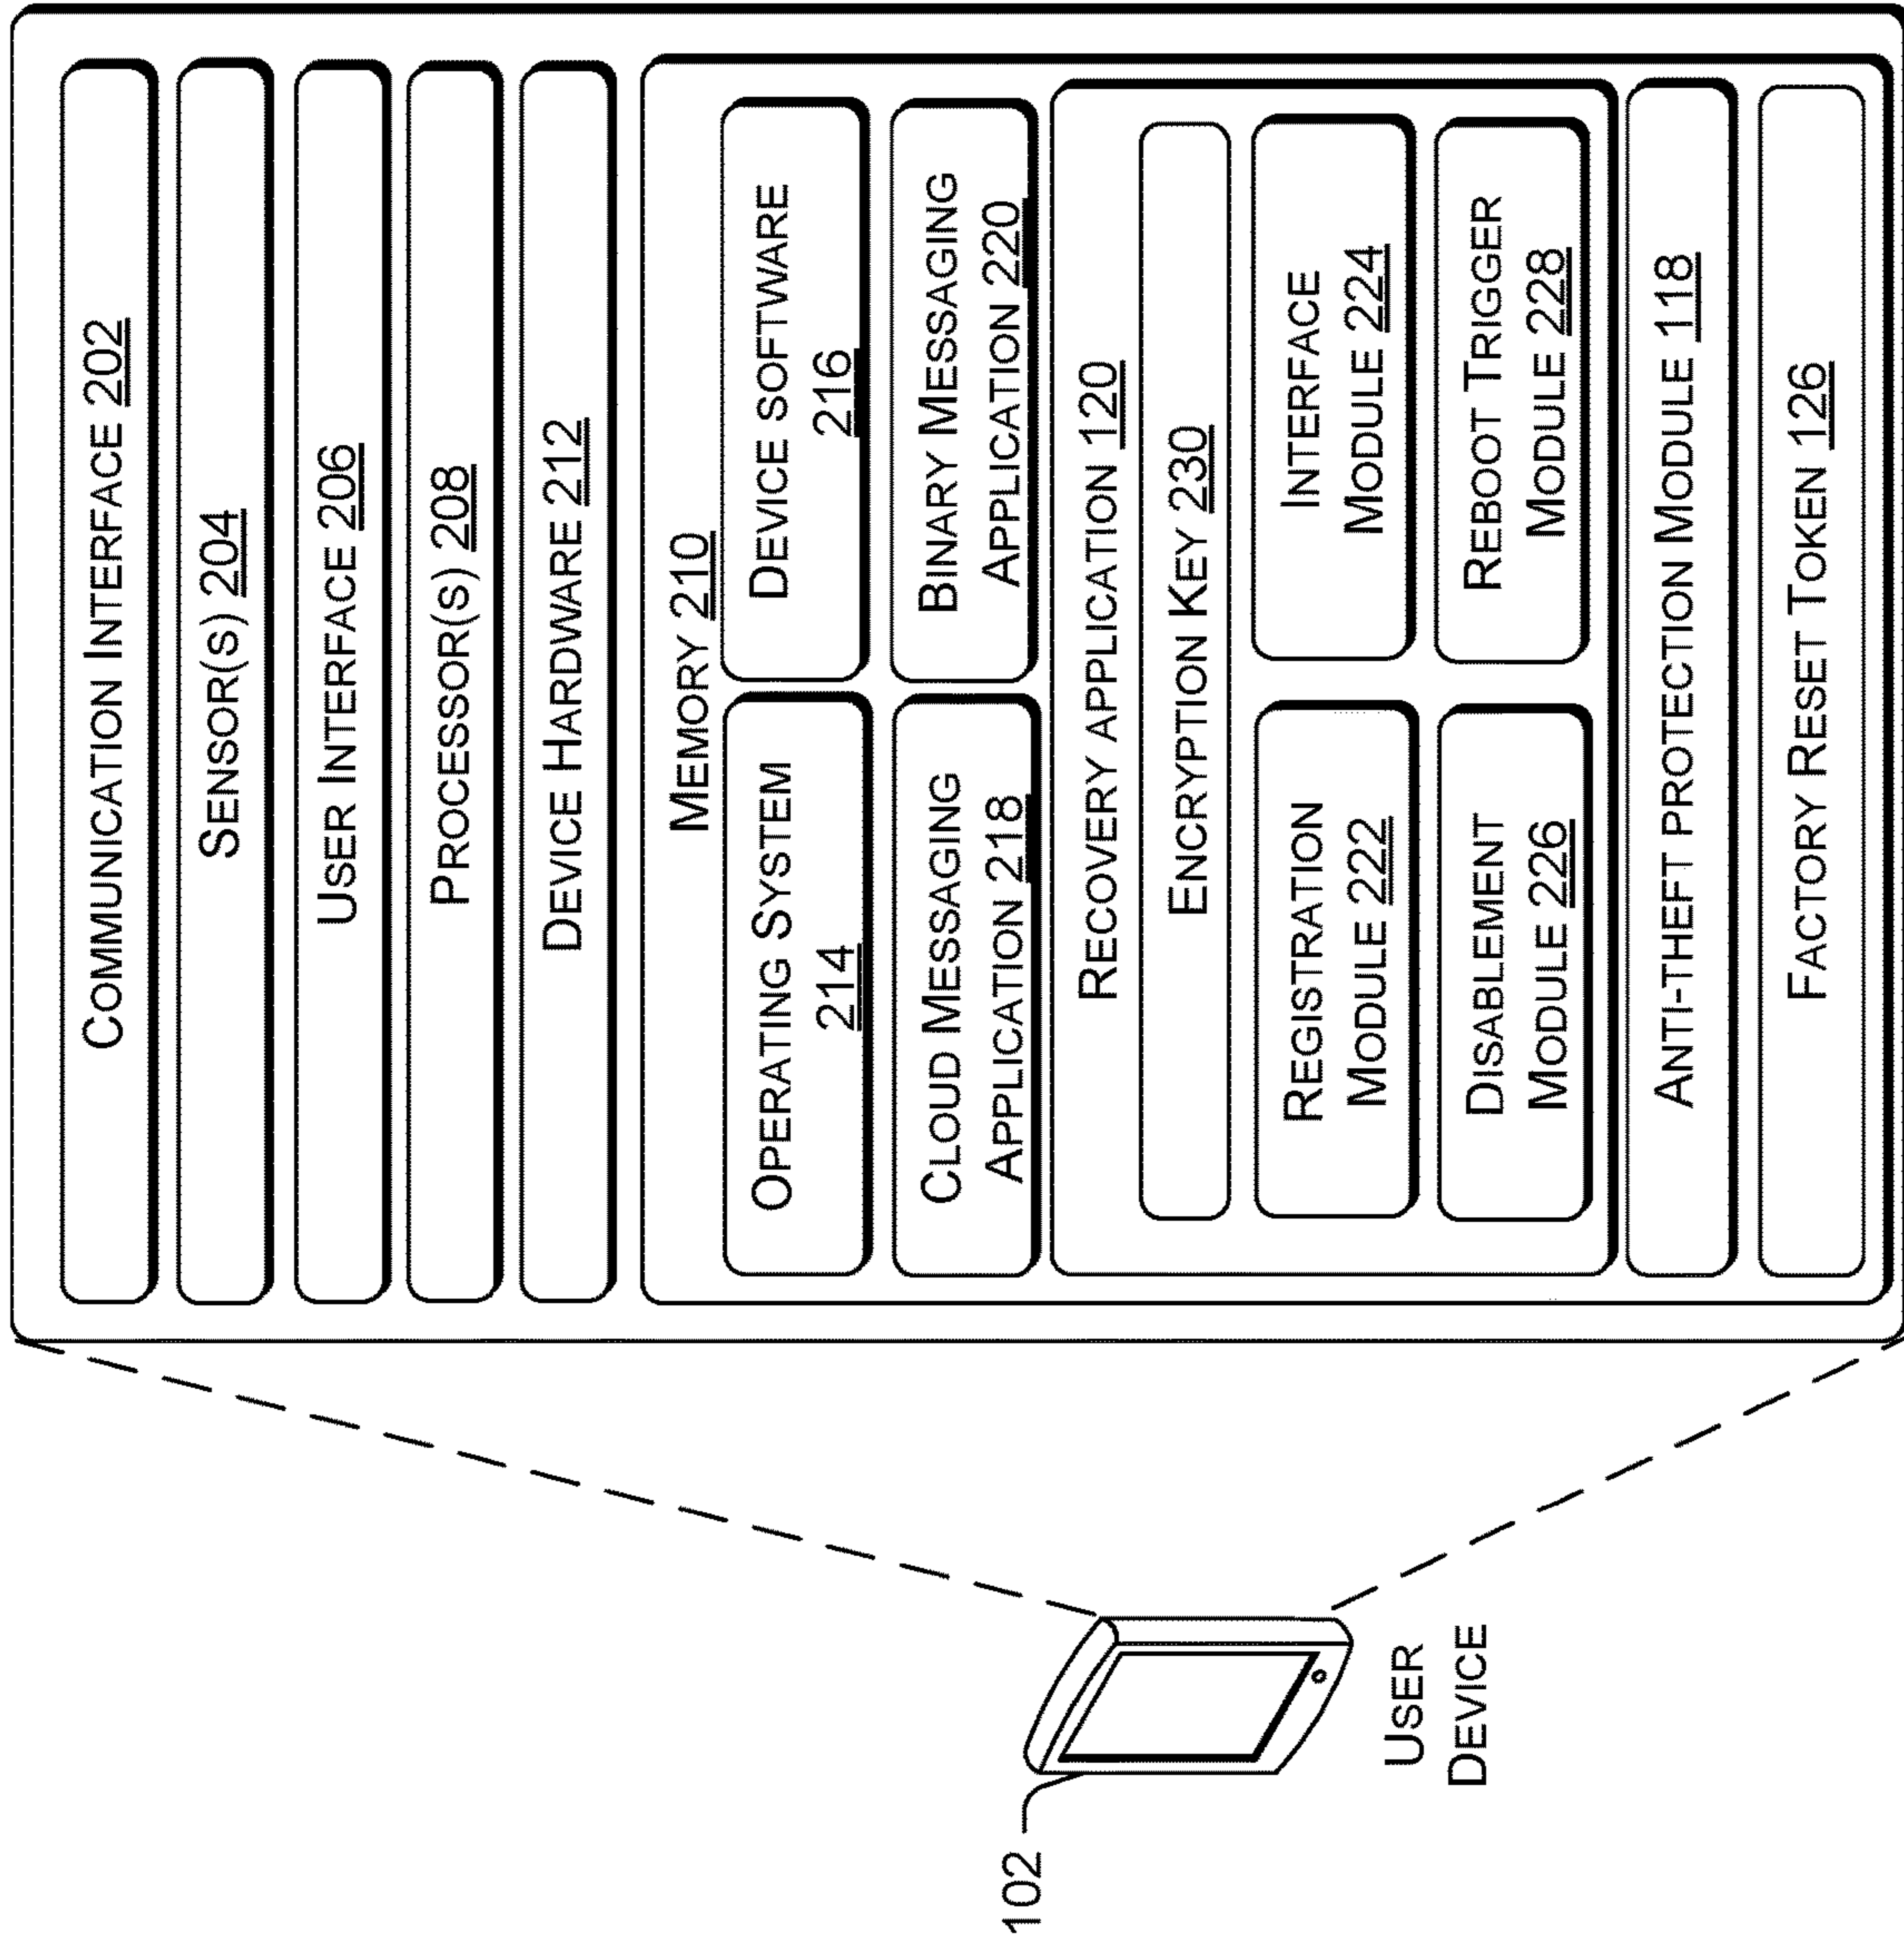 COMMUNICATION INTERFACE 202
SENSOR(S) 204
USER INTERFACE 206
PROCESSOR(S) 208
DEVICE HARDWARE 212
MEMORY 210
OPERATING SYSTEM
214
DEVICE SOFTWARE
216
CLOUD MESSAGING
APPLICATION 218
BINARY MESSAGING
APPLICATION 220
RECOVERY APPLICATION 120
ENCRYPTION KEY 230
REGISTRATION
MODULE 222
INTERFACE
MODULE 224
DISABLEMENT
MODULE 226
REBOOT TRIGGER
MODULE 228
ANTI-THEFT PROTECTION MODULE 118
FACTORY RESET TOKEN 126
102
USER
DEVICE